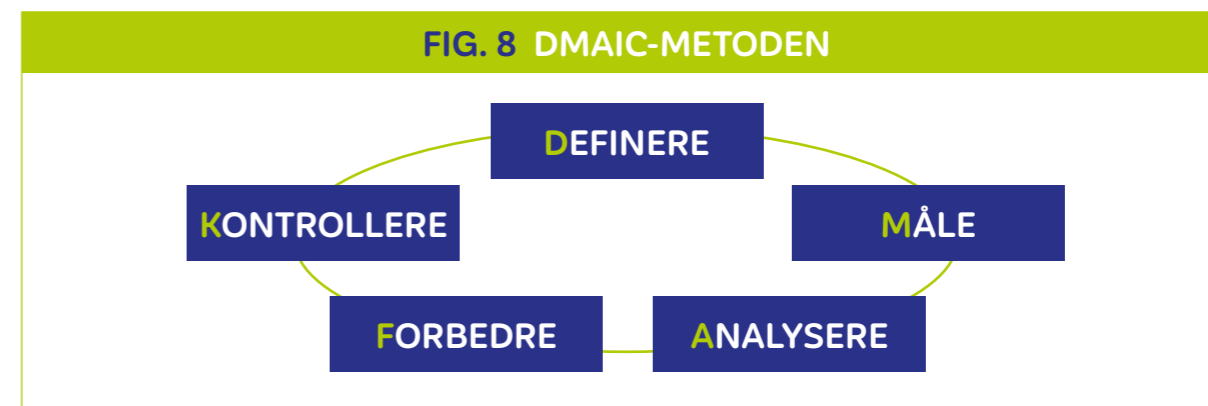 FIG. 8 DMAIC-METODEN
DEFINERE
KONTROLLERE
MÅLE
FORBEDRE
ANALYSERE